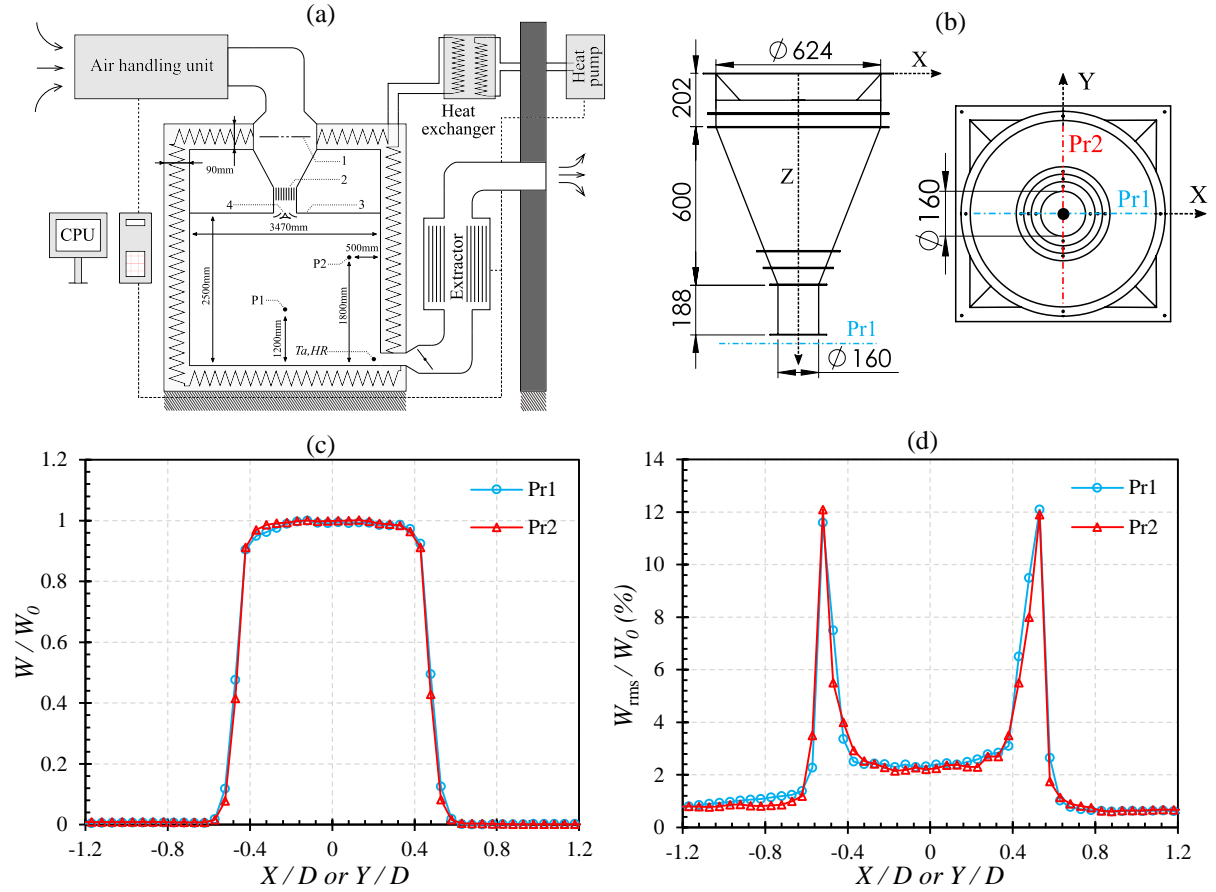 (a)
Air handling unit
Heat
exchanger
Heat
pump
1
2
4
3
90mm
3470mm
CPU
500mm
P2
Extractor
2500mm
P1
1800mm
1200mm
Ta,HR
(b)
∅624
X
202
600
Z
188
Pr1
∅160
Y
Pr2
Pr1
X
∅160
(c)
1.2
1
0.8
0.6
0.4
0.2
0
W / W0
Pr1
Pr2
-1.2 -0.8 -0.4 0 0.4 0.8 1.2
X / D or Y / D
(d)
14
12
10
8
6
4
2
0
Wrms / W0 (%)
Pr1
Pr2
-1.2 -0.8 -0.4 0 0.4 0.8 1.2
X / D or Y / D